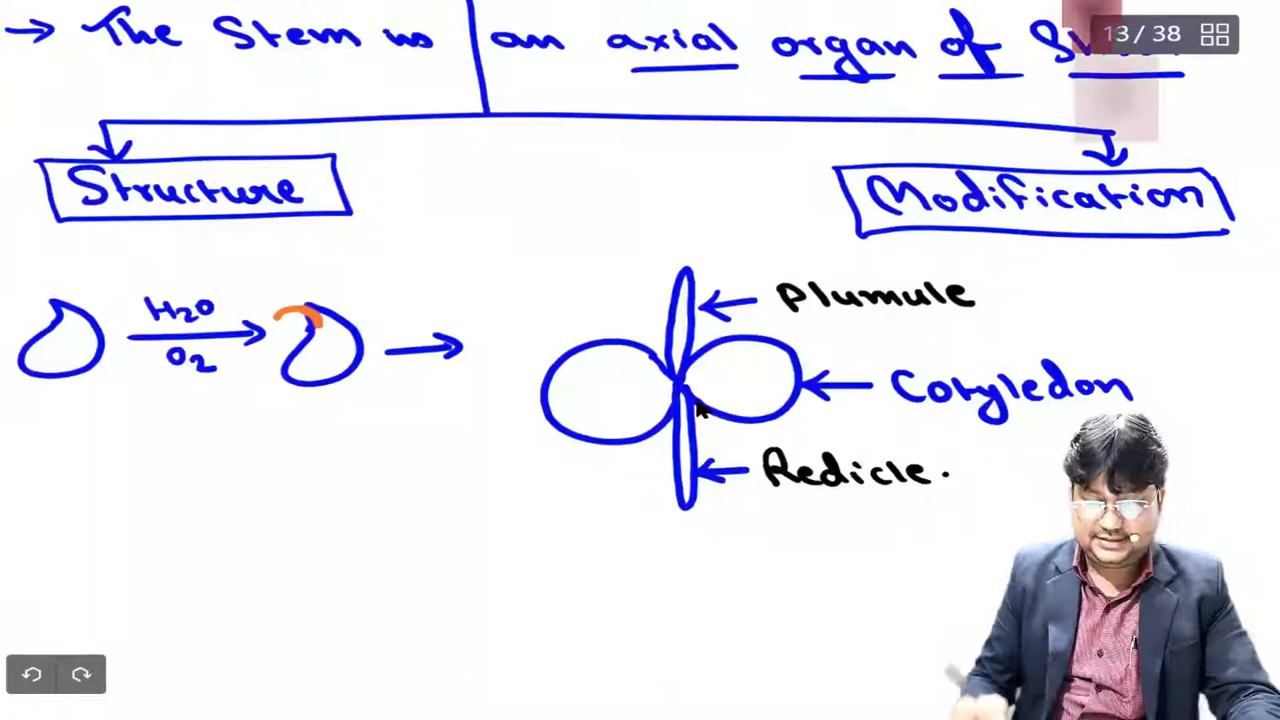 → The Stem is an axial organ of
13 / 38
Structure
Modification
H2O
O2
Plumule
Cotyledon
Redicle.